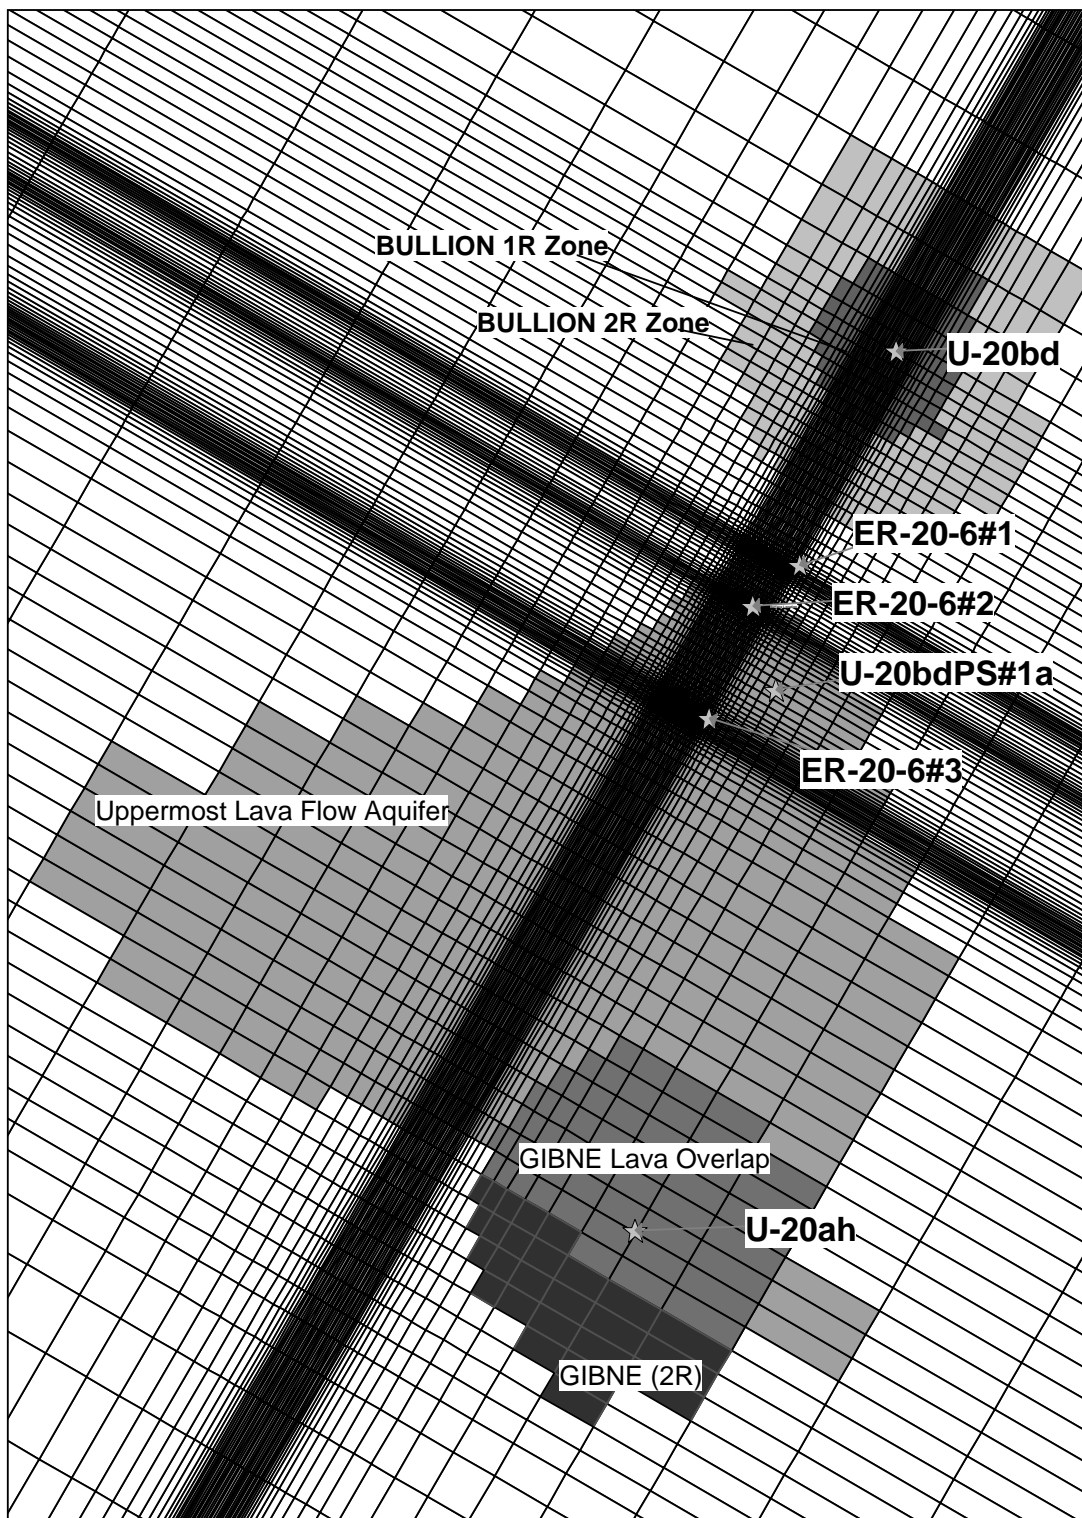 BULLION 1R Zone
BULLION 2R Zone
U-20bd
ER-20-6#1
ER-20-6#2
U-20bdPS#1a
ER-20-6#3
Uppermost Lava Flow Aquifer
GIBNE Lava Overlap
U-20ah
GIBNE (2R)